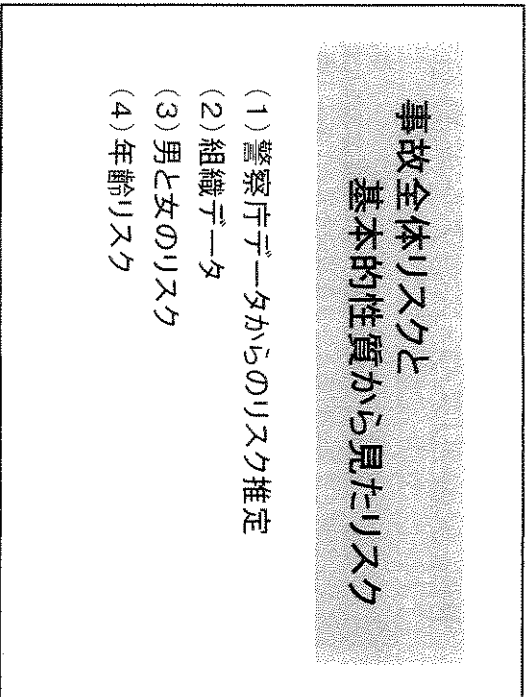 事故全体リスクと
基本的性質から見たリスク
(1)警察庁データからのリスク推定
(2)組織データ
(3)男と女のリスク
(4)年齢リスク